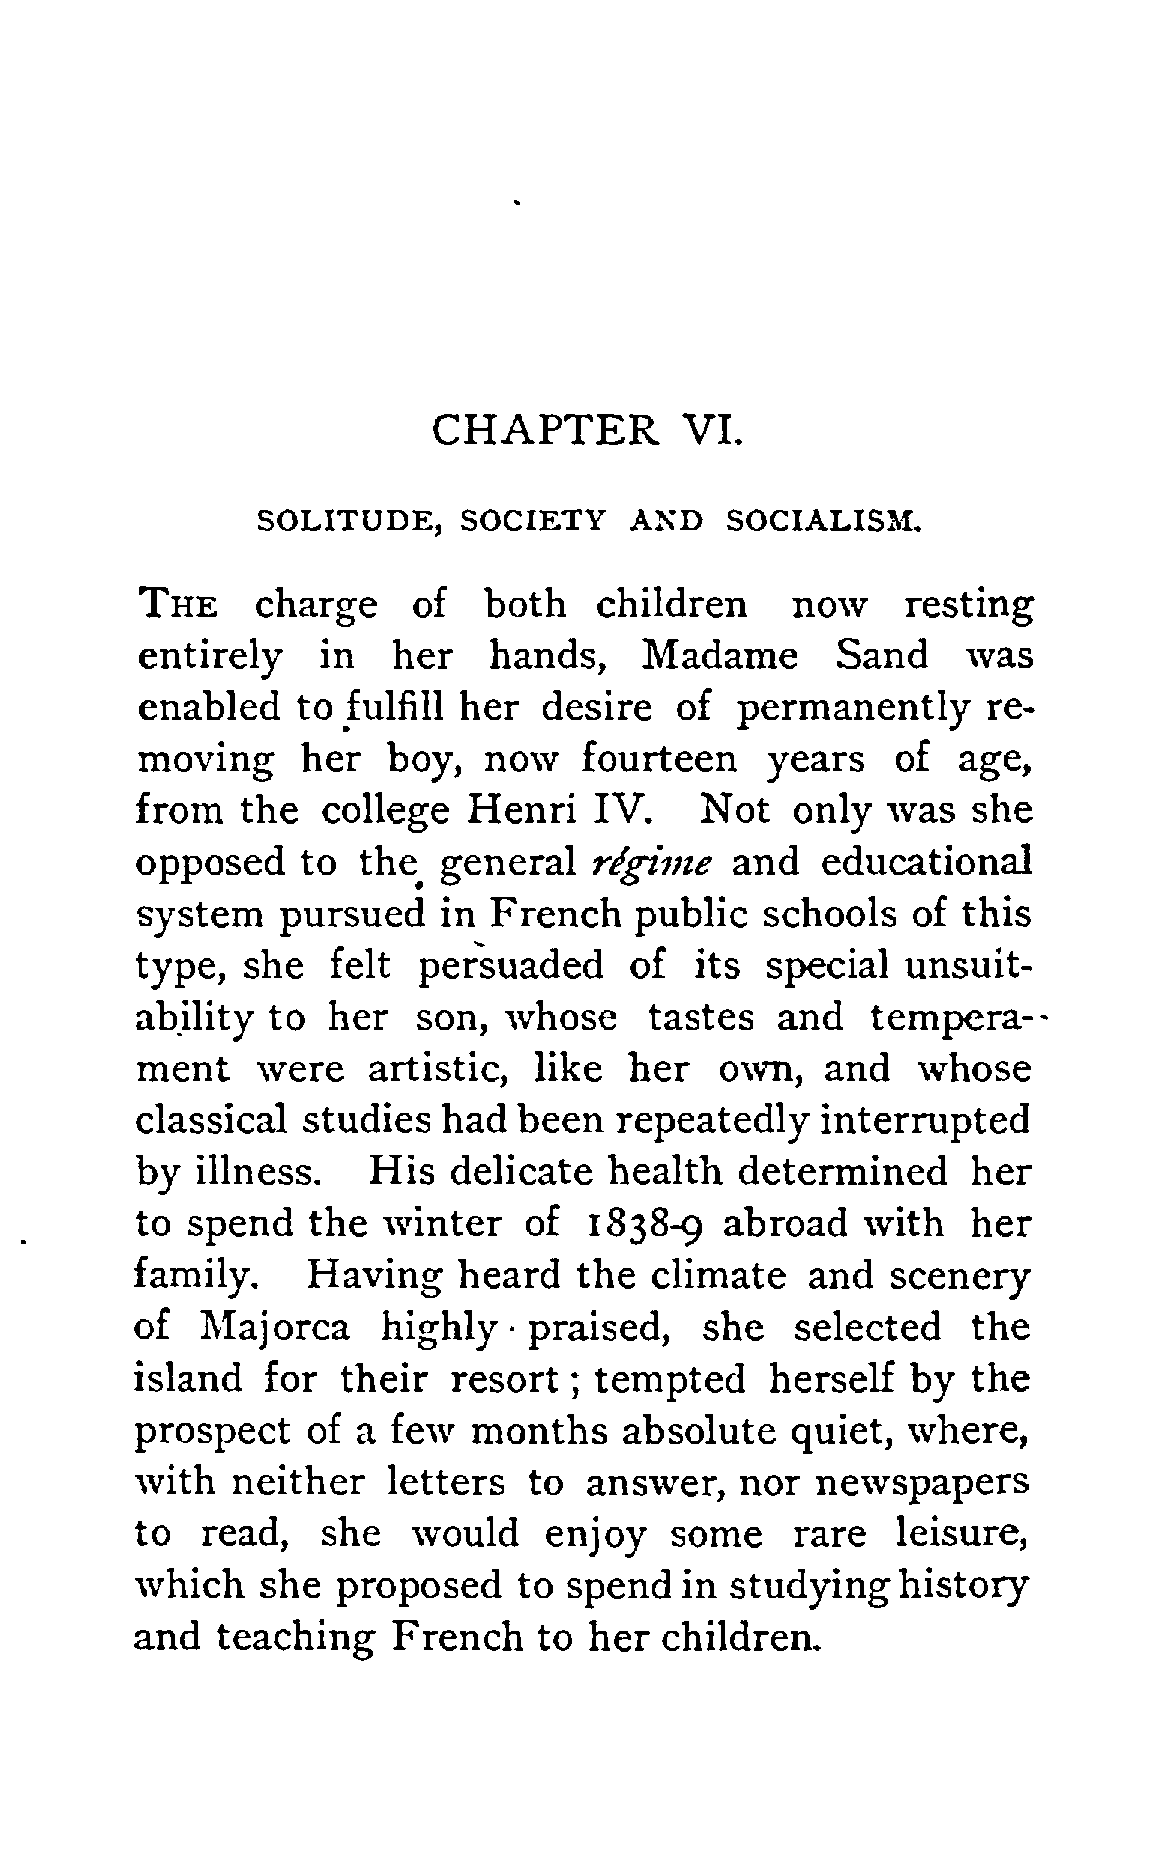 CHAPTER VI.
SOLITUDE, SOCIETY AND SOCIALISM.
THE charge of both children now resting
entirely in her hands, Madame Sand was
enabled to fulfill her desire of permanently re-
moving her boy, now fourteen years of age,
from the college Henri IV. Not only was she
opposed to the general régime and educational
system pursued in French public schools of this
type, she felt persuaded of its special unsuit-
ability to her son, whose tastes and tempera-
ment were artistic, like her own, and whose
classical studies had been repeatedly interrupted
by illness. His delicate health determined her
to spend the winter of 1838-9 abroad with her
family. Having heard the climate and scenery
of Majorca highly praised, she selected the
island for their resort ; tempted herself by the
prospect of a few months absolute quiet, where,
with neither letters to answer, nor newspapers
to read, she would enjoy some rare leisure,
which she proposed to spend in studying history
and teaching French to her children.